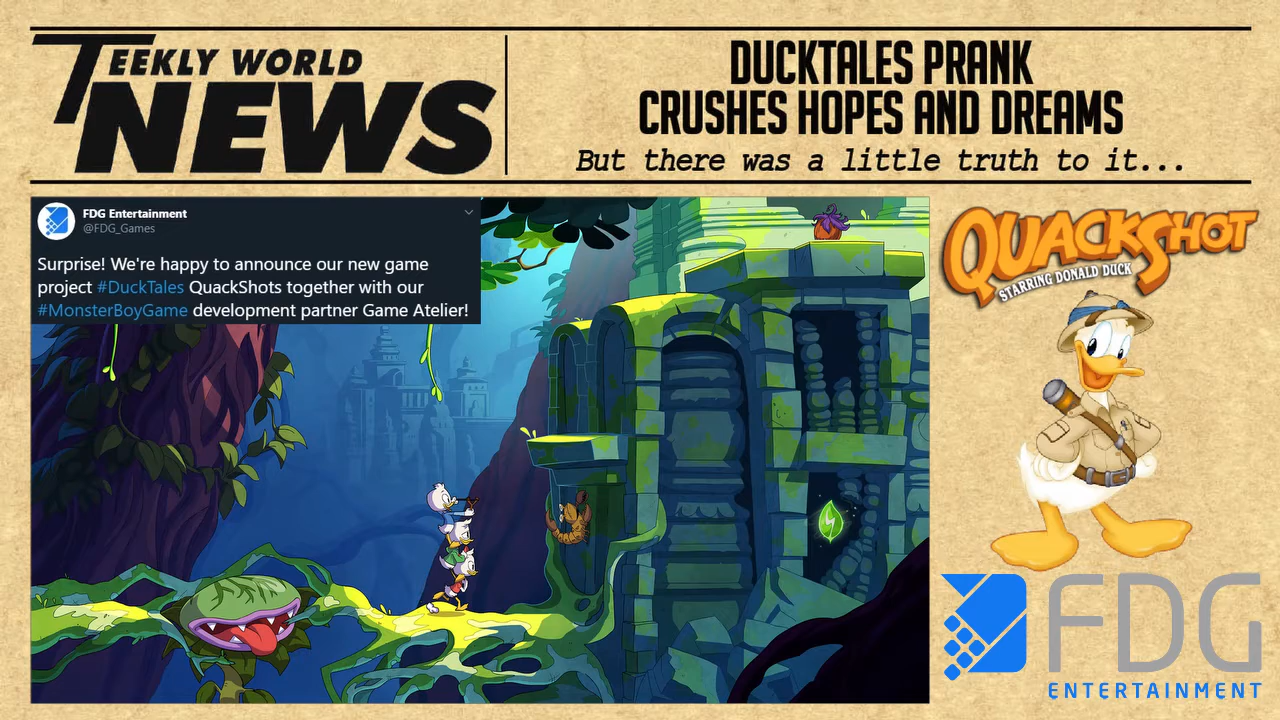 TEEKLY WORLD
NEWS
DUCKTALES PRANK
CRUSHES HOPES AND DREAMS
But there was a little truth to it...
FDG Entertainment
@FDG_Games
Surprise! We're happy to announce our new game
project #DuckTales QuackShots together with our
#MonsterBoyGame development partner Game Atelier!
QUACKSHOT
STARRING DONALD DUCK
FDG
ENTERTAINMENT